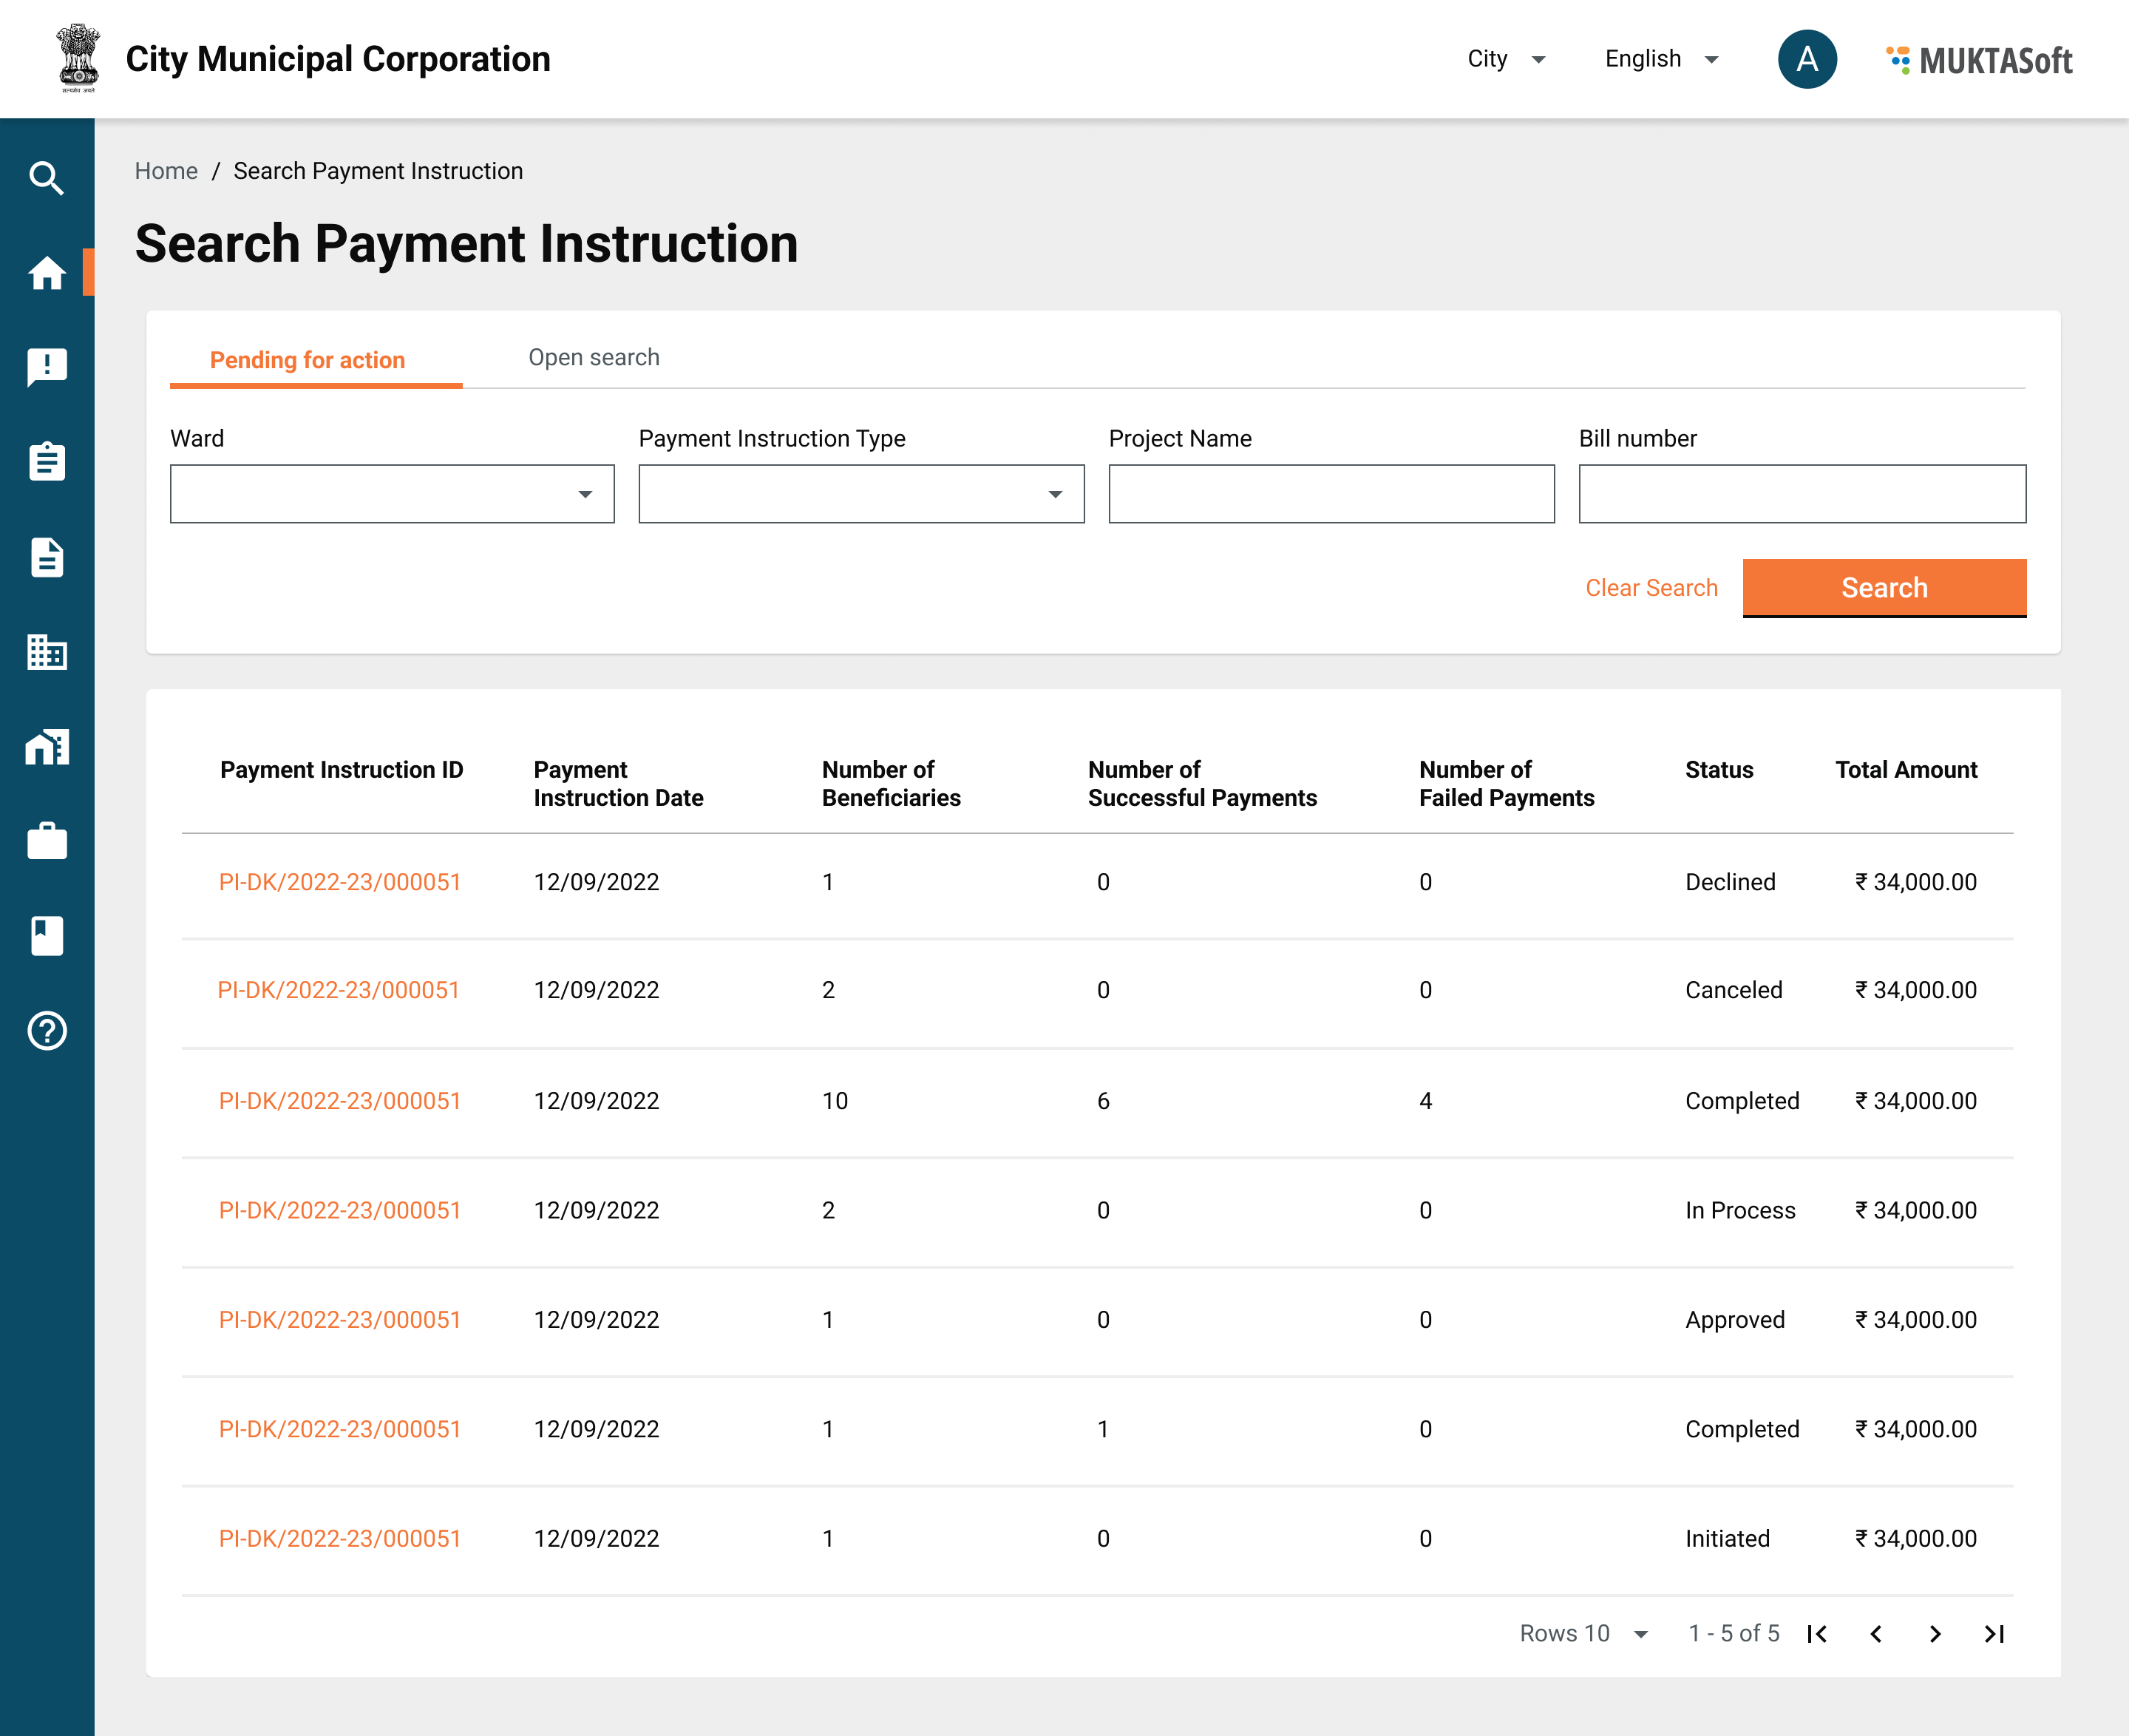 सत्यमेव जयते
City Municipal Corporation
City
English
A
MUKTASoft
Home / Search Payment Instruction
Search Payment Instruction
Pending for action
Open search
Ward
Payment Instruction Type
Project Name
Bill number
Clear Search
Search
Payment Instruction ID
Payment
Instruction Date
Number of
Beneficiaries
Number of
Successful Payments
Number of
Failed Payments
Status
Total Amount
PI-DK/2022-23/000051 12/09/2022 1 0 0 Declined ₹ 34,000.00
PI-DK/2022-23/000051 12/09/2022 2 0 0 Canceled ₹ 34,000.00
PI-DK/2022-23/000051 12/09/2022 10 6 4 Completed ₹ 34,000.00
PI-DK/2022-23/000051 12/09/2022 2 0 0 In Process ₹ 34,000.00
PI-DK/2022-23/000051 12/09/2022 1 0 0 Approved ₹ 34,000.00
PI-DK/2022-23/000051 12/09/2022 1 1 0 Completed ₹ 34,000.00
PI-DK/2022-23/000051 12/09/2022 1 0 0 Initiated ₹ 34,000.00
Rows 10 1 - 5 of 5